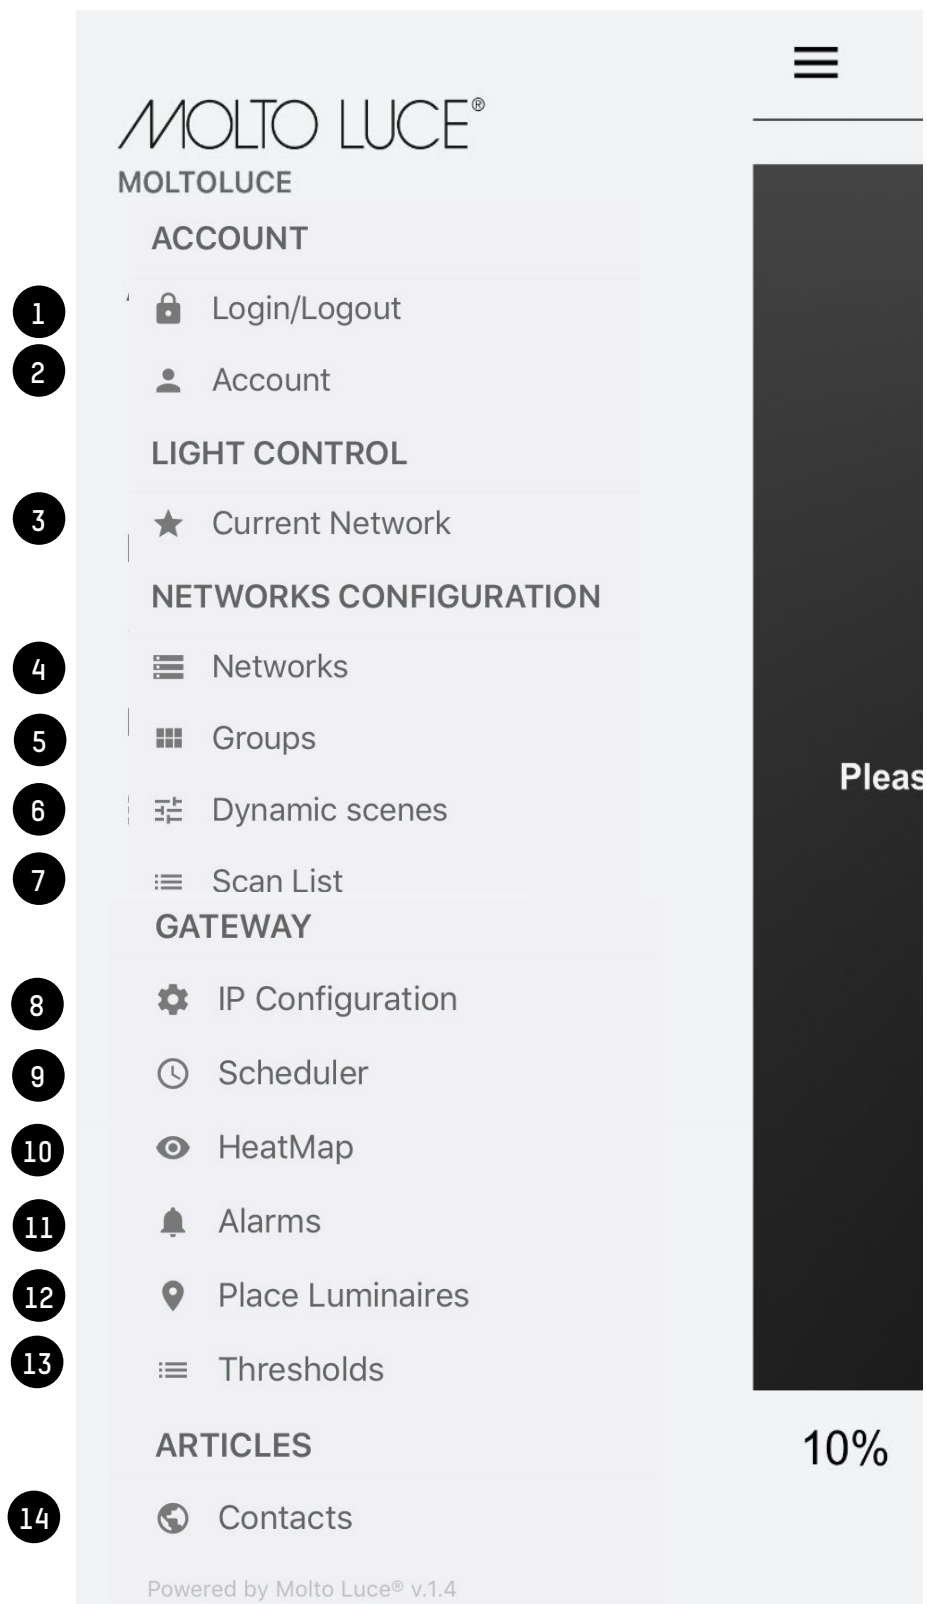 MOLTO LUCE®
MOLTOLUCE
ACCOUNT
1 Login/Logout
2 Account
LIGHT CONTROL
3 Current Network
NETWORKS CONFIGURATION
4 Networks
5 Groups
6 Dynamic scenes
7 Scan List
GATEWAY
8 IP Configuration
9 Scheduler
10 HeatMap
11 Alarms
12 Place Luminaires
13 Thresholds
ARTICLES
14 Contacts
Powered by Molto Luce® v.1.4
Pleas
10%